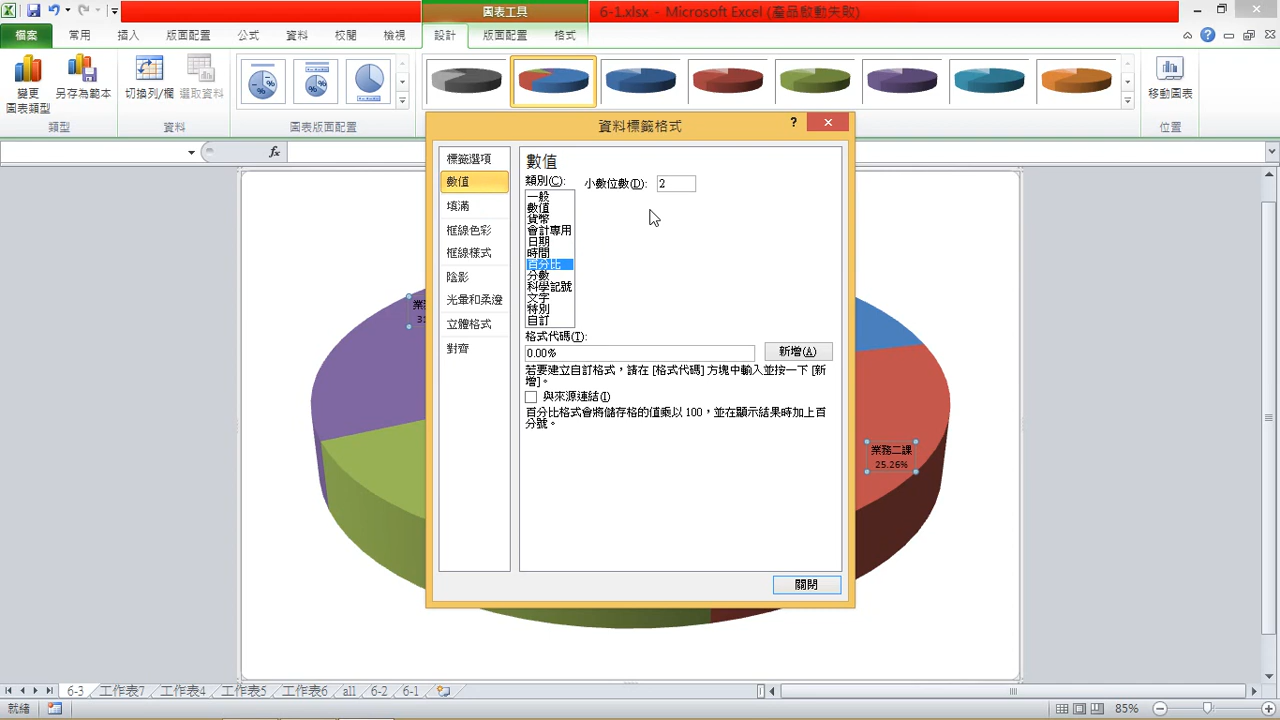 圖表工具
6-1.xlsx - Microsoft Excel (產品啟動失敗)
檔案 常用 插入 版面配置 公式 資料 校閱 檢視 設計 版面配置 格式
變更
圖表類型
另存為範本
切換列/欄
選取資料
移動圖表
類型 資料 圖表版面配置 位置
fx
資料標籤格式
標籤選項
數值
填滿
框線色彩
框線樣式
陰影
光暈和柔邊
立體格式
對齊
數值
類別(C):
小數位數(D): 2
一般
數值
貨幣
會計專用
日期
時間
百分比
分數
科學記號
文字
特別
自訂
格式代碼(T):
0.00%
新增(A)
若要建立自訂格式,請在 [格式代碼] 方塊中輸入並按一下 [新
增]。
與來源連結(I)
百分比格式會將儲存格的值乘以 100,並在顯示結果時加上百
分號。
關閉
業務二課
25.26%
6-3 工作表7 工作表4 工作表5 工作表6 all 6-2 6-1
就緒
85%